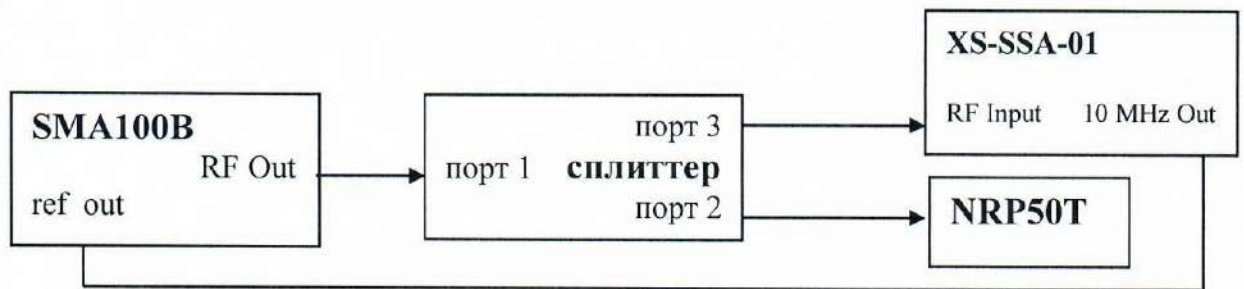 SMA100B
RF Out
ref out
порт 3
порт 1 сплиттер
порт 2
XS-SSA-01
RF Input 10 MHz Out
NRP50T